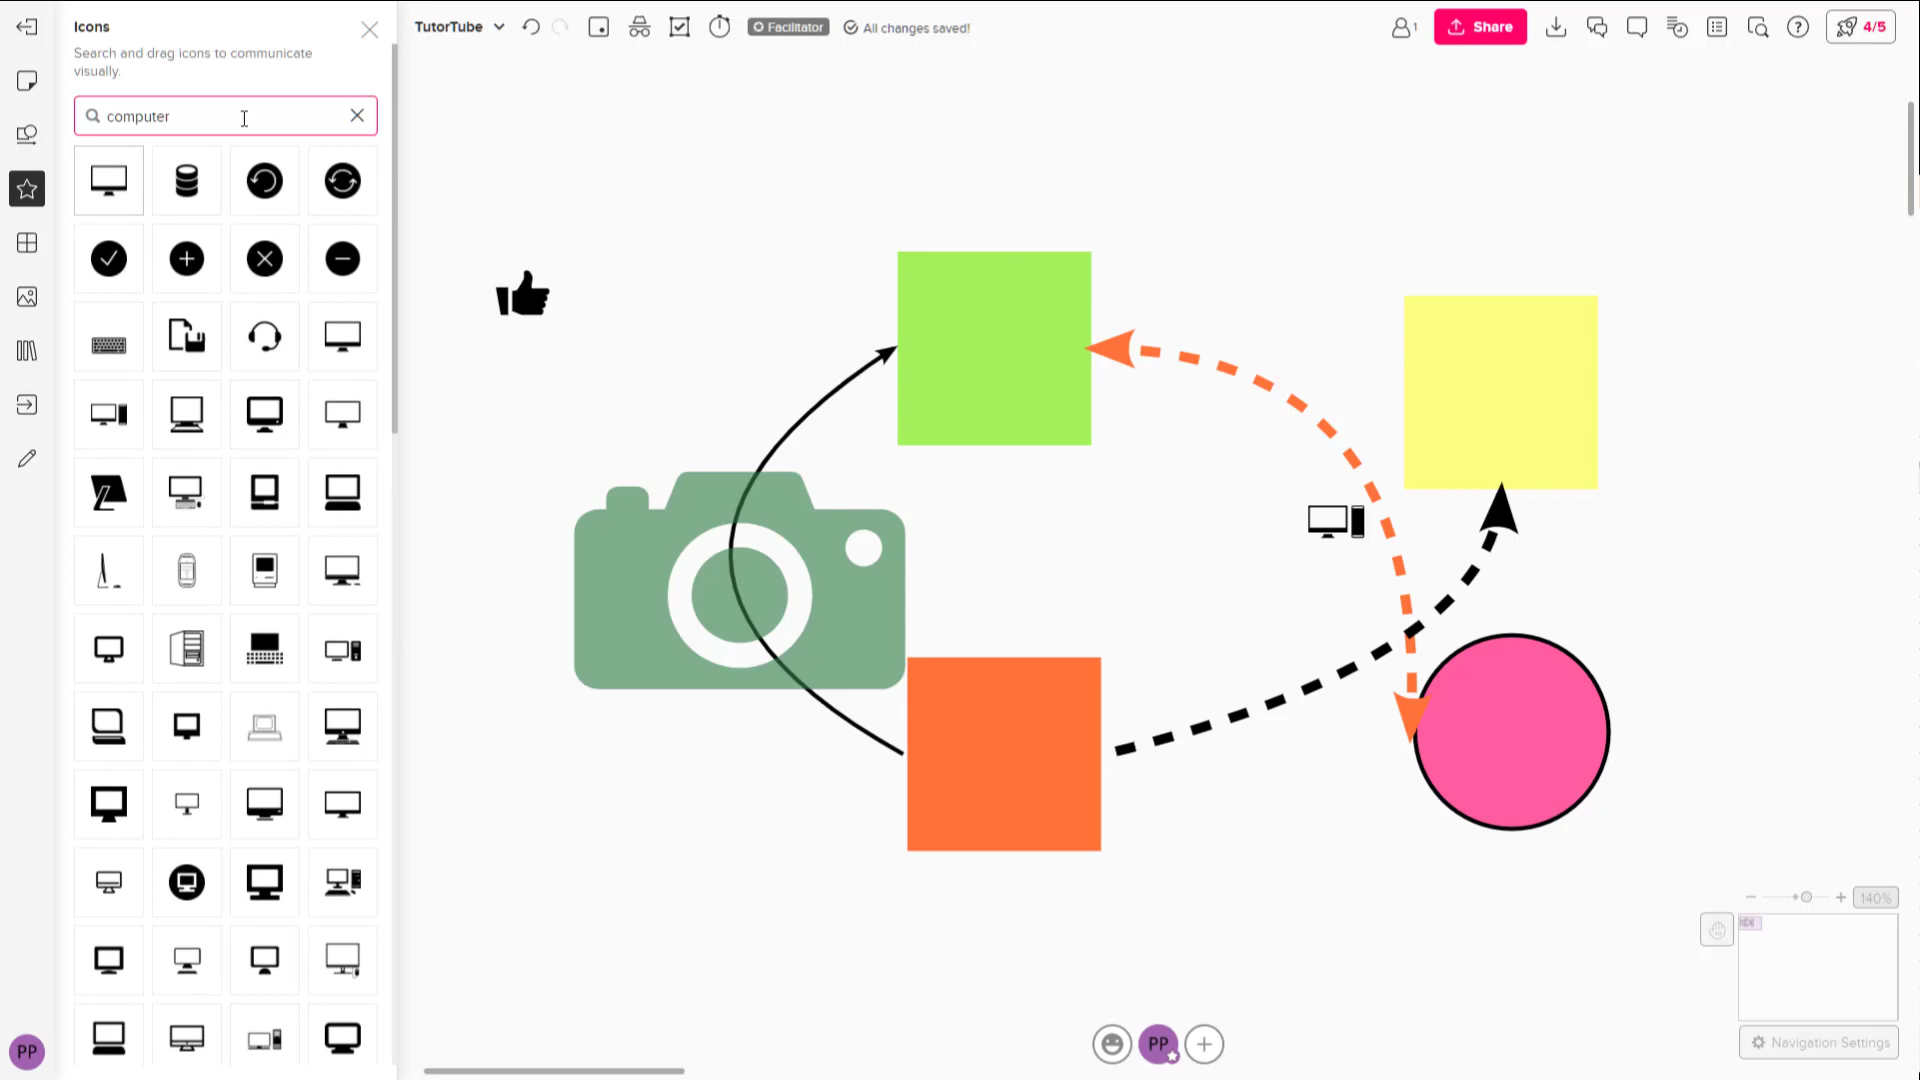 Icons
Search and drag icons to communicate
visually.
computer
TutorTube
Facilitator
All changes saved!
1
Share
4/5
140%
PP
PP
Navigation Settings